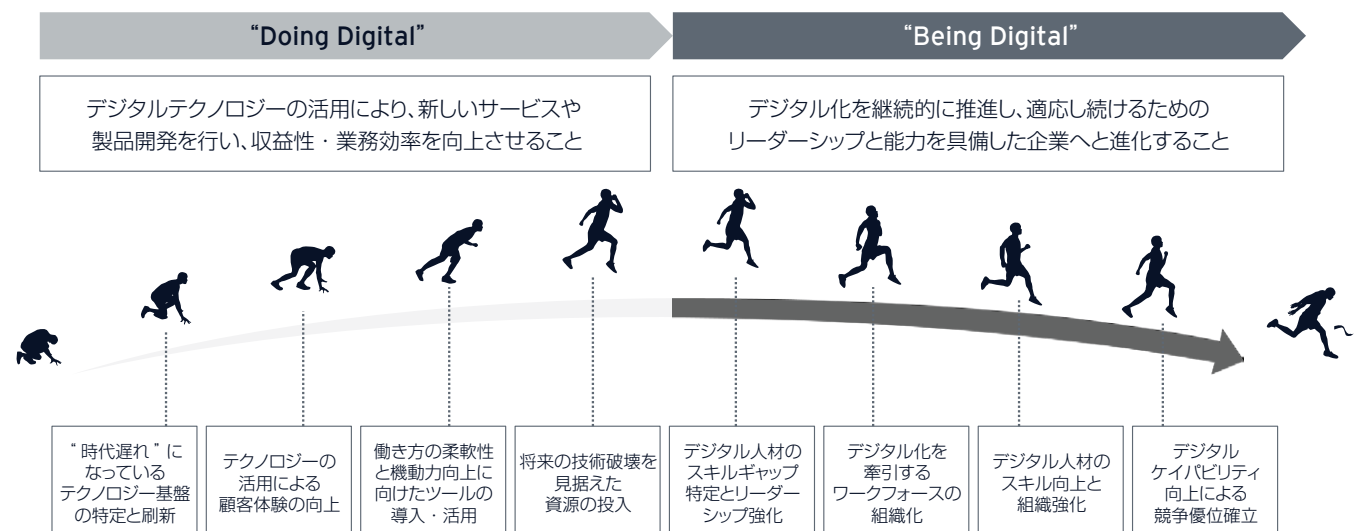 “Doing Digital”
“Being Digital”
デジタルテクノロジーの活用により、新しいサービスや
製品開発を行い、収益性・業務効率を向上させること
デジタル化を継続的に推進し、適応し続けるための
リーダーシップと能力を具備した企業へと進化すること
“時代遅れ”に
なっている
テクノロジー基盤
の特定と刷新
テクノロジーの
活用による
顧客体験の向上
働き方の柔軟性
と機動力向上に
向けたツールの
導入・活用
将来の技術破壊を
見据えた
資源の投入
デジタル人材の
スキルギャップ
特定とリーダー
シップ強化
デジタル化を
牽引する
ワークフォースの
組織化
デジタル人材の
スキル向上と
組織強化
デジタル
ケイパビリティ
向上による
競争優位確立